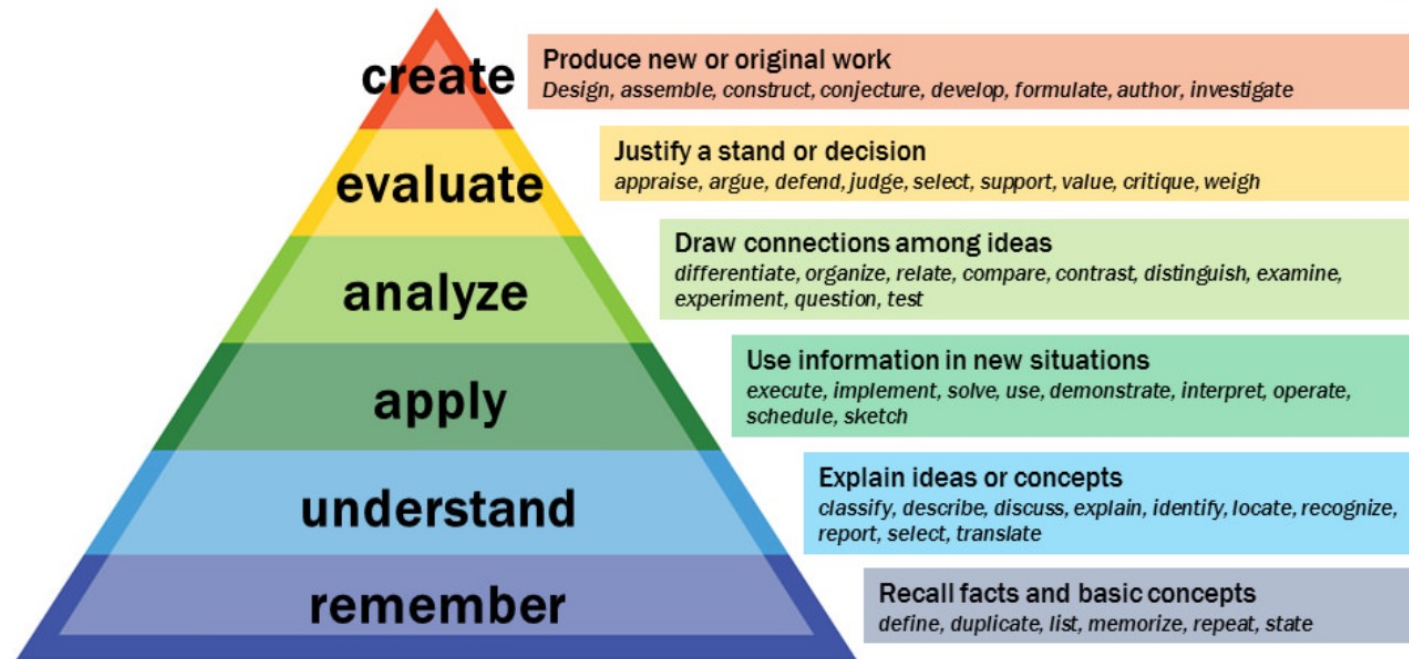 create
Produce new or original work
Design, assemble, construct, conjecture, develop, formulate, author, investigate
evaluate
Justify a stand or decision
appraise, argue, defend, judge, select, support, value, critique, weigh
analyze
Draw connections among ideas
differentiate, organize, relate, compare, contrast, distinguish, examine,
experiment, question, test
apply
Use information in new situations
execute, implement, solve, use, demonstrate, interpret, operate,
schedule, sketch
understand
Explain ideas or concepts
classify, describe, discuss, explain, identify, locate, recognize,
report, select, translate
remember
Recall facts and basic concepts
define, duplicate, list, memorize, repeat, state